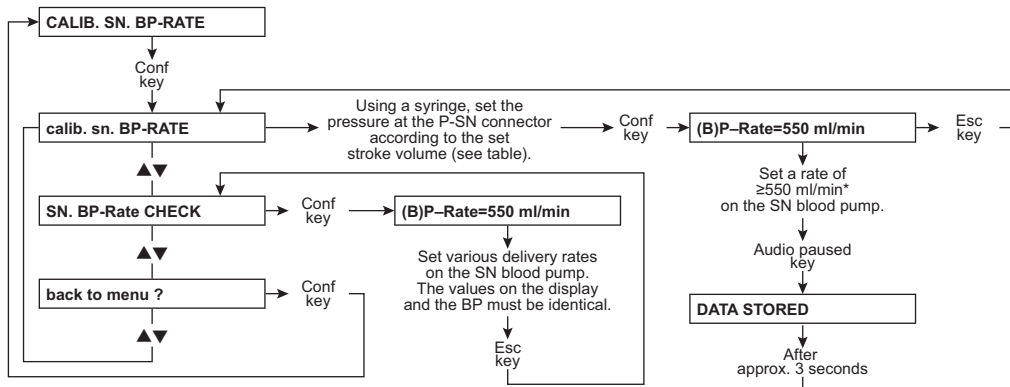 CALIB. SN. BP-RATE
Conf
key
calib. sn. BP-RATE
Using a syringe, set the
pressure at the P-SN connector
according to the set
stroke volume (see table).
Conf
key
(B)P–Rate=550 ml/min
Esc
key
Set a rate of
≥550 ml/min*
on the SN blood pump.
Audio paused
key
DATA STORED
After
approx. 3 seconds
▲▼
SN. BP-Rate CHECK
Conf
key
(B)P–Rate=550 ml/min
Set various delivery rates
on the SN blood pump.
The values on the display
and the BP must be identical.
Esc
key
▲▼
back to menu ?
Conf
key
▲▼